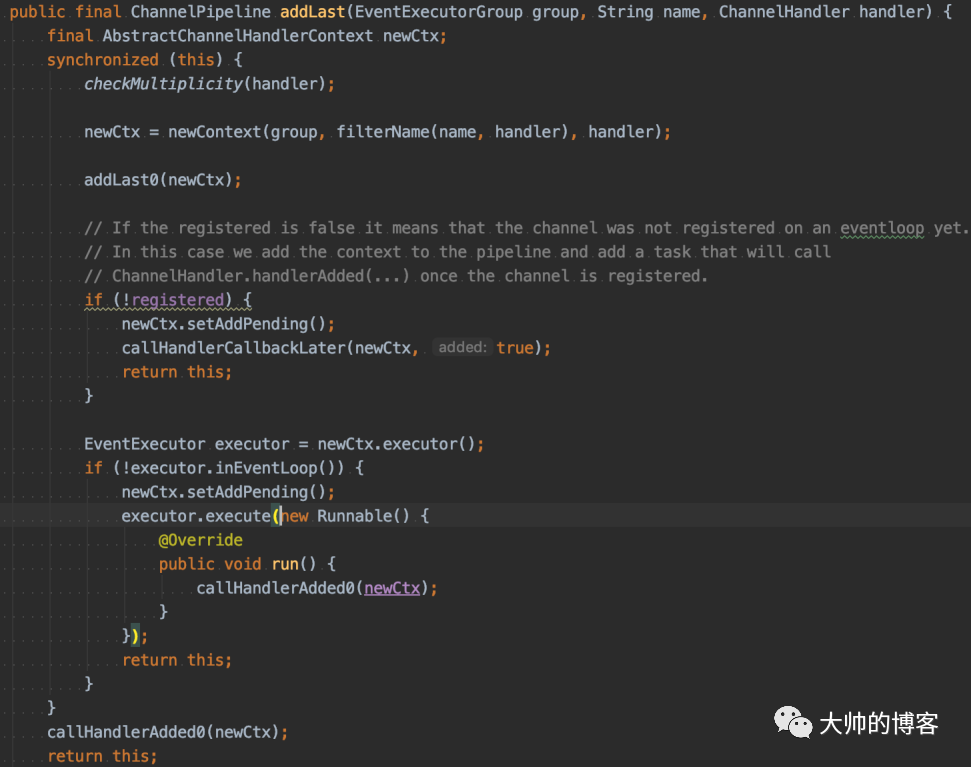 public final ChannelPipeline addLast(EventExecutorGroup group, String name, ChannelHandler handler) {
    final AbstractChannelHandlerContext newCtx;
    synchronized (this) {
        checkMultiplicity(handler);

        newCtx = newContext(group, filterName(name, handler), handler);

        addLast0(newCtx);

        // If the registered is false it means that the channel was not registered on an eventloop yet.
        // In this case we add the context to the pipeline and add a task that will call
        // ChannelHandler.handlerAdded(...) once the channel is registered.
        if (!registered) {
            newCtx.setAddPending();
            callHandlerCallbackLater(newCtx, added: true);
            return this;
        }

        EventExecutor executor = newCtx.executor();
        if (!executor.inEventLoop()) {
            newCtx.setAddPending();
            executor.execute(new Runnable() {
                @Override
                public void run() {
                    callHandlerAdded0(newCtx);
                }
            });
            return this;
        }
    }
    callHandlerAdded0(newCtx);
    return this;
大帅的博客